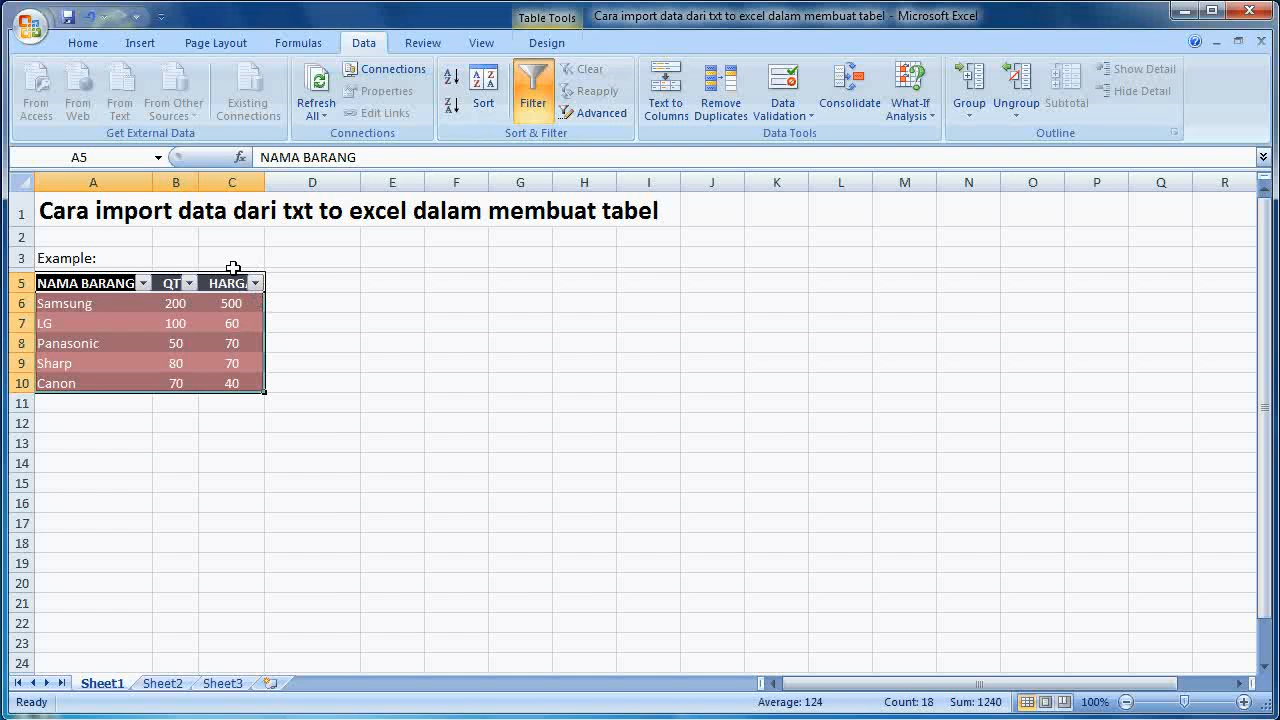 Table Tools
Cara import data dari txt to excel dalam membuat tabel - Microsoft Excel
Home Insert Page Layout Formulas Data Review View Design
From Access
From Web
From Text
From Other Sources
Existing Connections
Get External Data
Refresh All
Connections
Properties
Edit Links
Connections
Sort
Filter
Clear
Reapply
Advanced
Sort & Filter
Text to Columns
Remove Duplicates
Data Validation
Consolidate
What-If Analysis
Data Tools
Group
Ungroup
Subtotal
Show Detail
Hide Detail
Outline
A5 fx NAMA BARANG
A B C D E F G H I J K L M N O P Q R
1 Cara import data dari txt to excel dalam membuat tabel
2
3 Example:
5 NAMA BARANG QT HARGA
6 Samsung 200 500
7 LG 100 60
8 Panasonic 50 70
9 Sharp 80 70
10 Canon 70 40
11
12
13
14
15
16
17
18
19
20
21
22
23
24
Sheet1 Sheet2 Sheet3
Ready Average: 124 Count: 18 Sum: 1240 100%